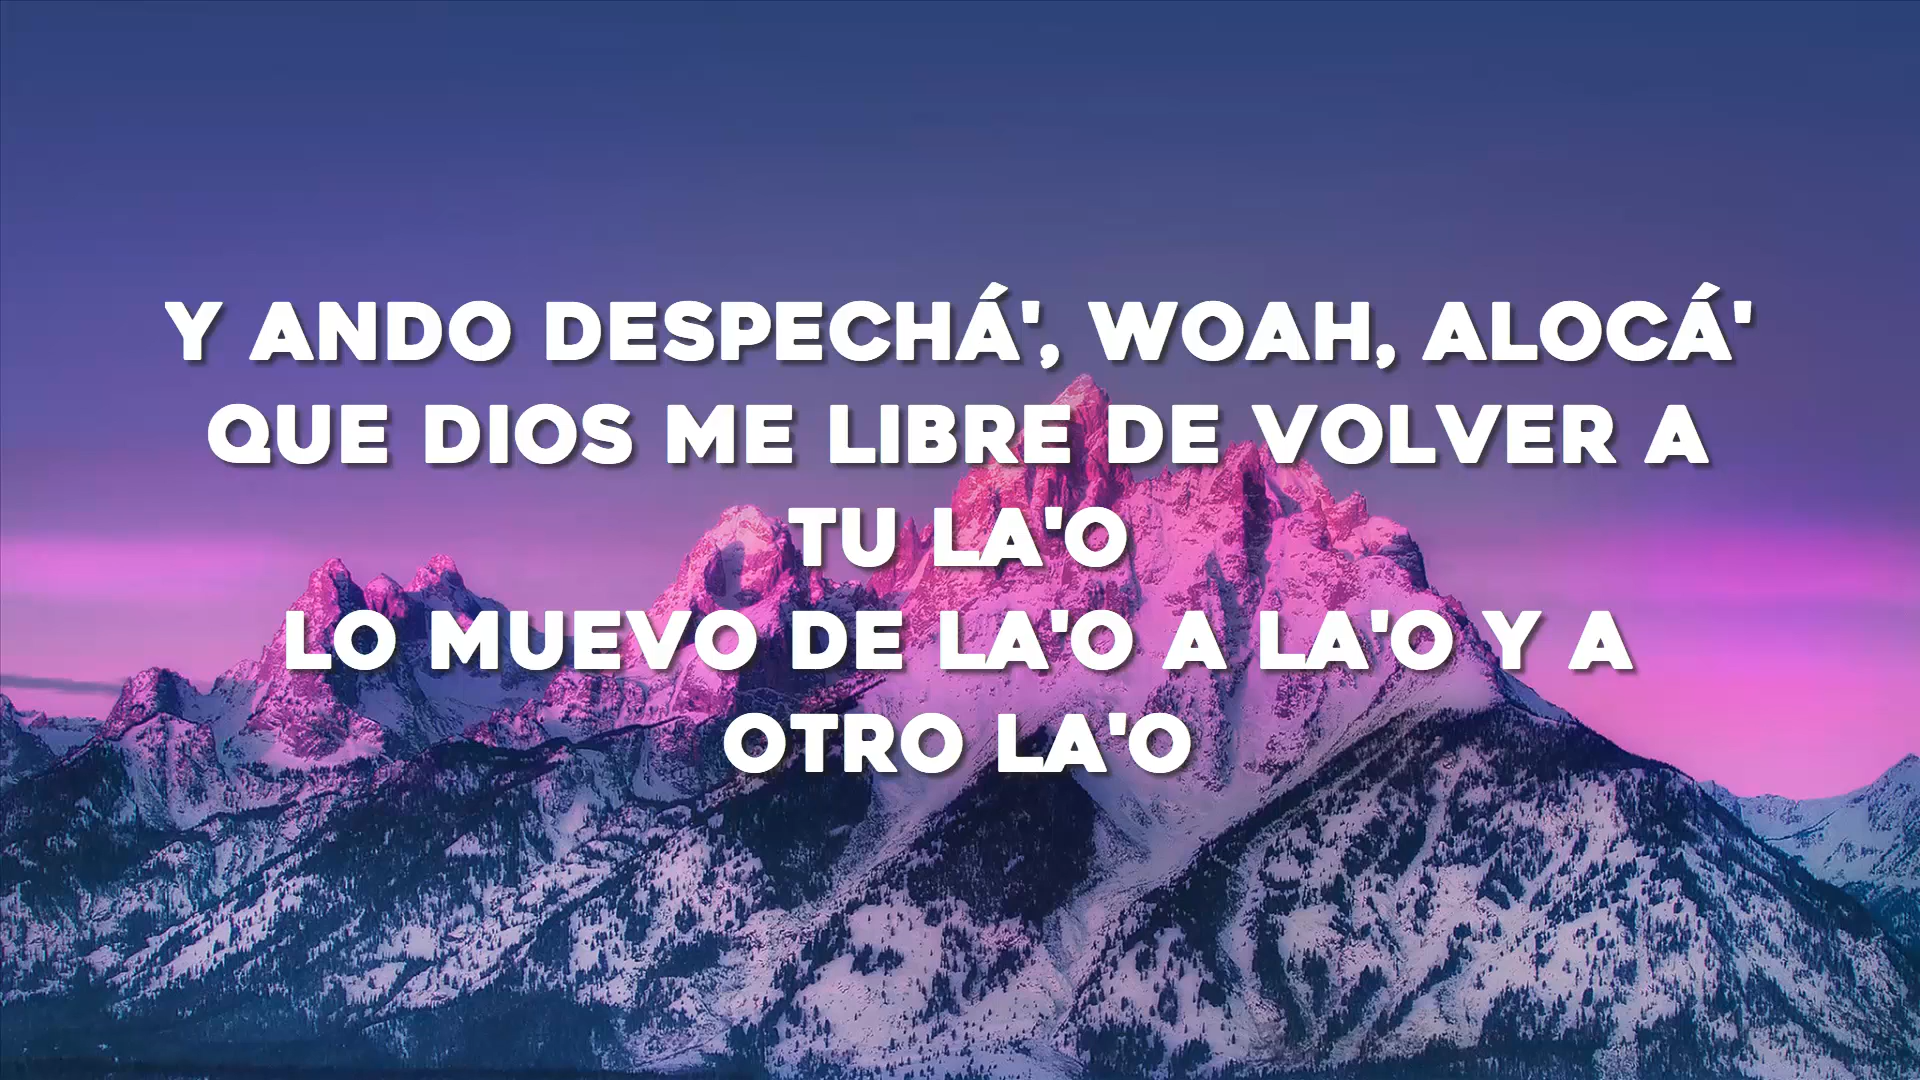 Y ANDO DESPECHÁ', WOAH, ALOCÁ'
QUE DIOS ME LIBRE DE VOLVER A
TU LA'O
LO MUEVO DE LA'O A LA'O Y A
OTRO LA'O